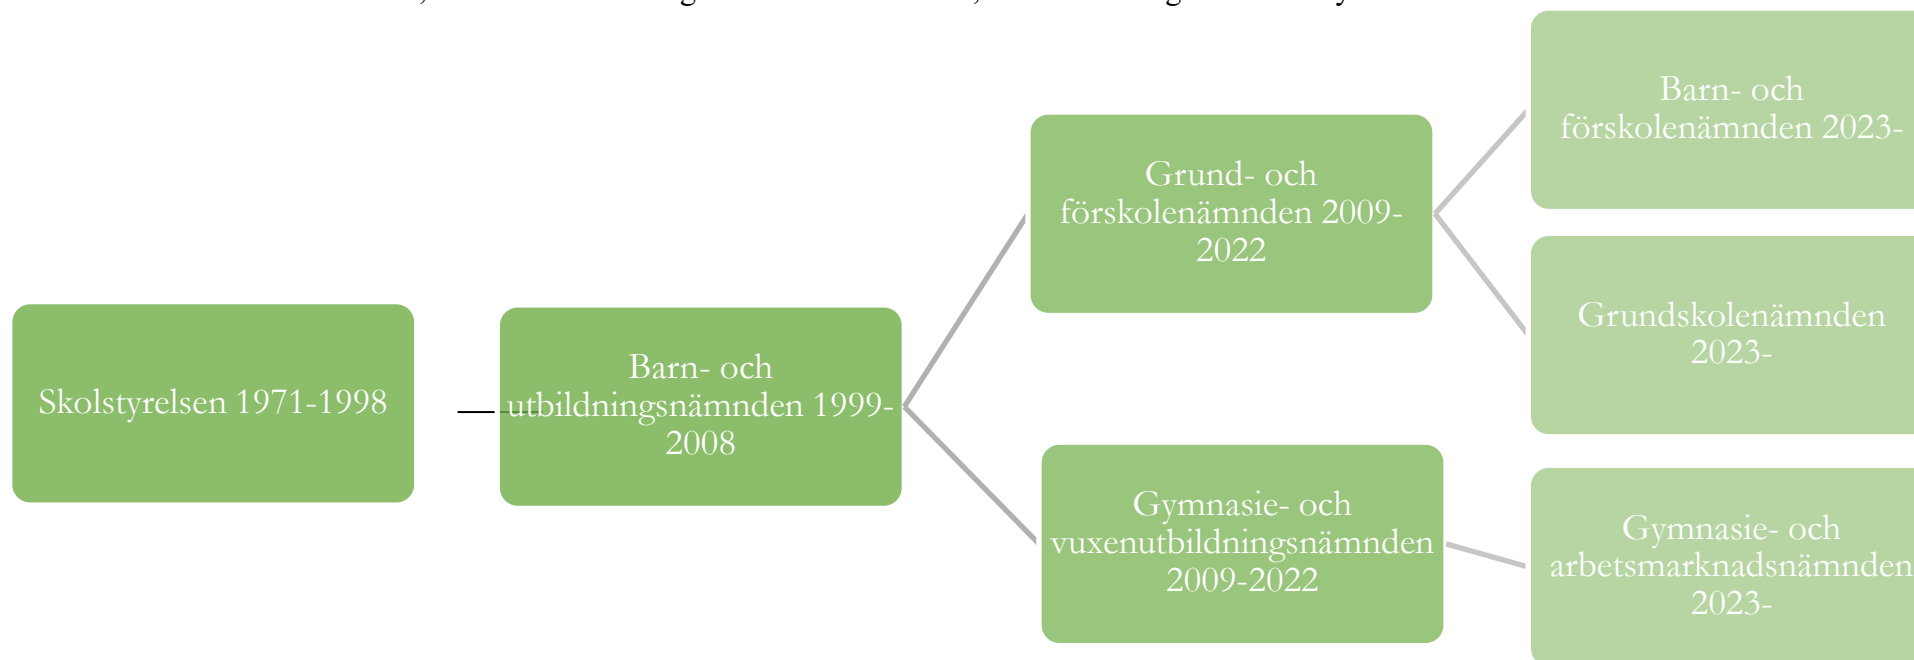 Skolstyrelsen 1971-1998
Barn- och
utbildningsnämnden 1999-
2008
Grund- och
förskolenämnden 2009-
2022
Gymnasie- och
vuxenutbildningsnämnden
2009-2022
Barn- och
förskolenämnden 2023-
Grundskolenämnden
2023-
Gymnasie- och
arbetsmarknadsnämnden
2023-